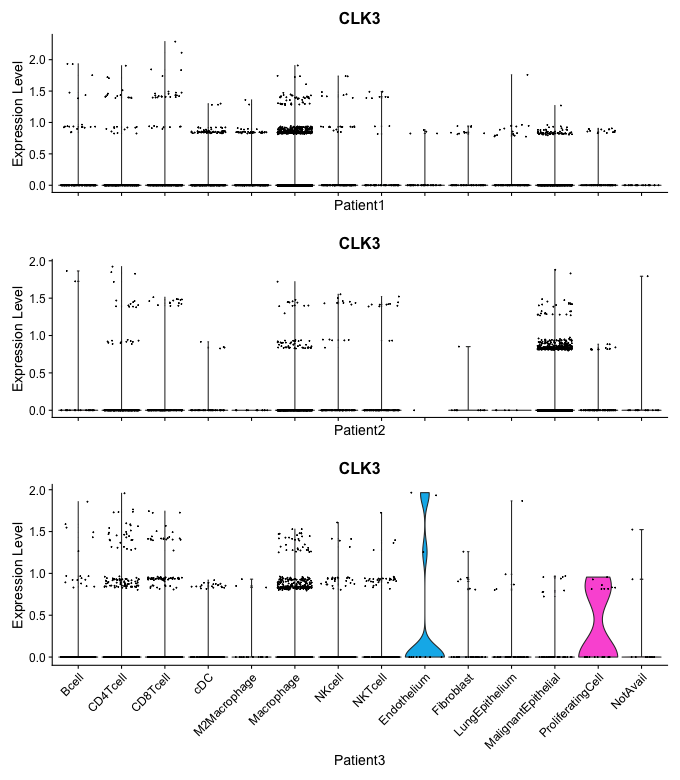 CLK3
Expression Level
2.0
1.5
1.0
0.5
0.0
Patient1
CLK3
Expression Level
2.0
1.5
1.0
0.5
0.0
Patient2
CLK3
Expression Level
2.0
1.5
1.0
0.5
0.0
Bcell
CD4Tcell
CD8Tcell
cDC
M2Macrophage
Macrophage
NKcell
NKTcell
Endothelium
Fibroblast
LungEpithelium
MalignantEpithelial
ProliferatingCell
NotAvail
Patient3